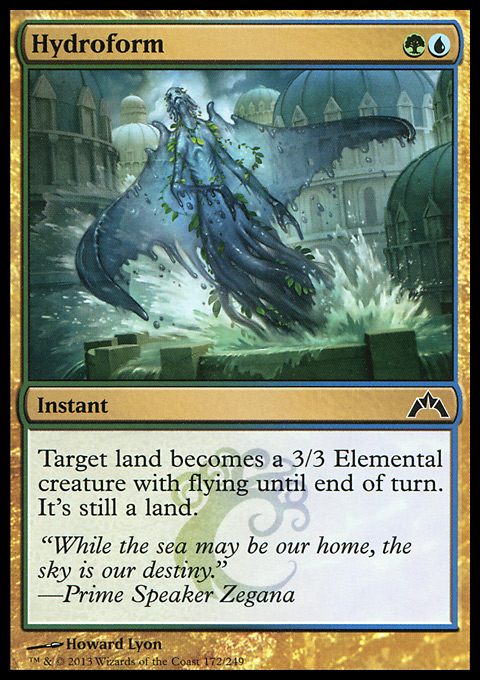 Hydroform
Instant
Target land becomes a 3/3 Elemental
creature with flying until end of turn.
It's still a land.
“While the sea may be our home, the
sky is our destiny.”
—Prime Speaker Zegana
Howard Lyon
™ & © 2013 Wizards of the Coast 172/249